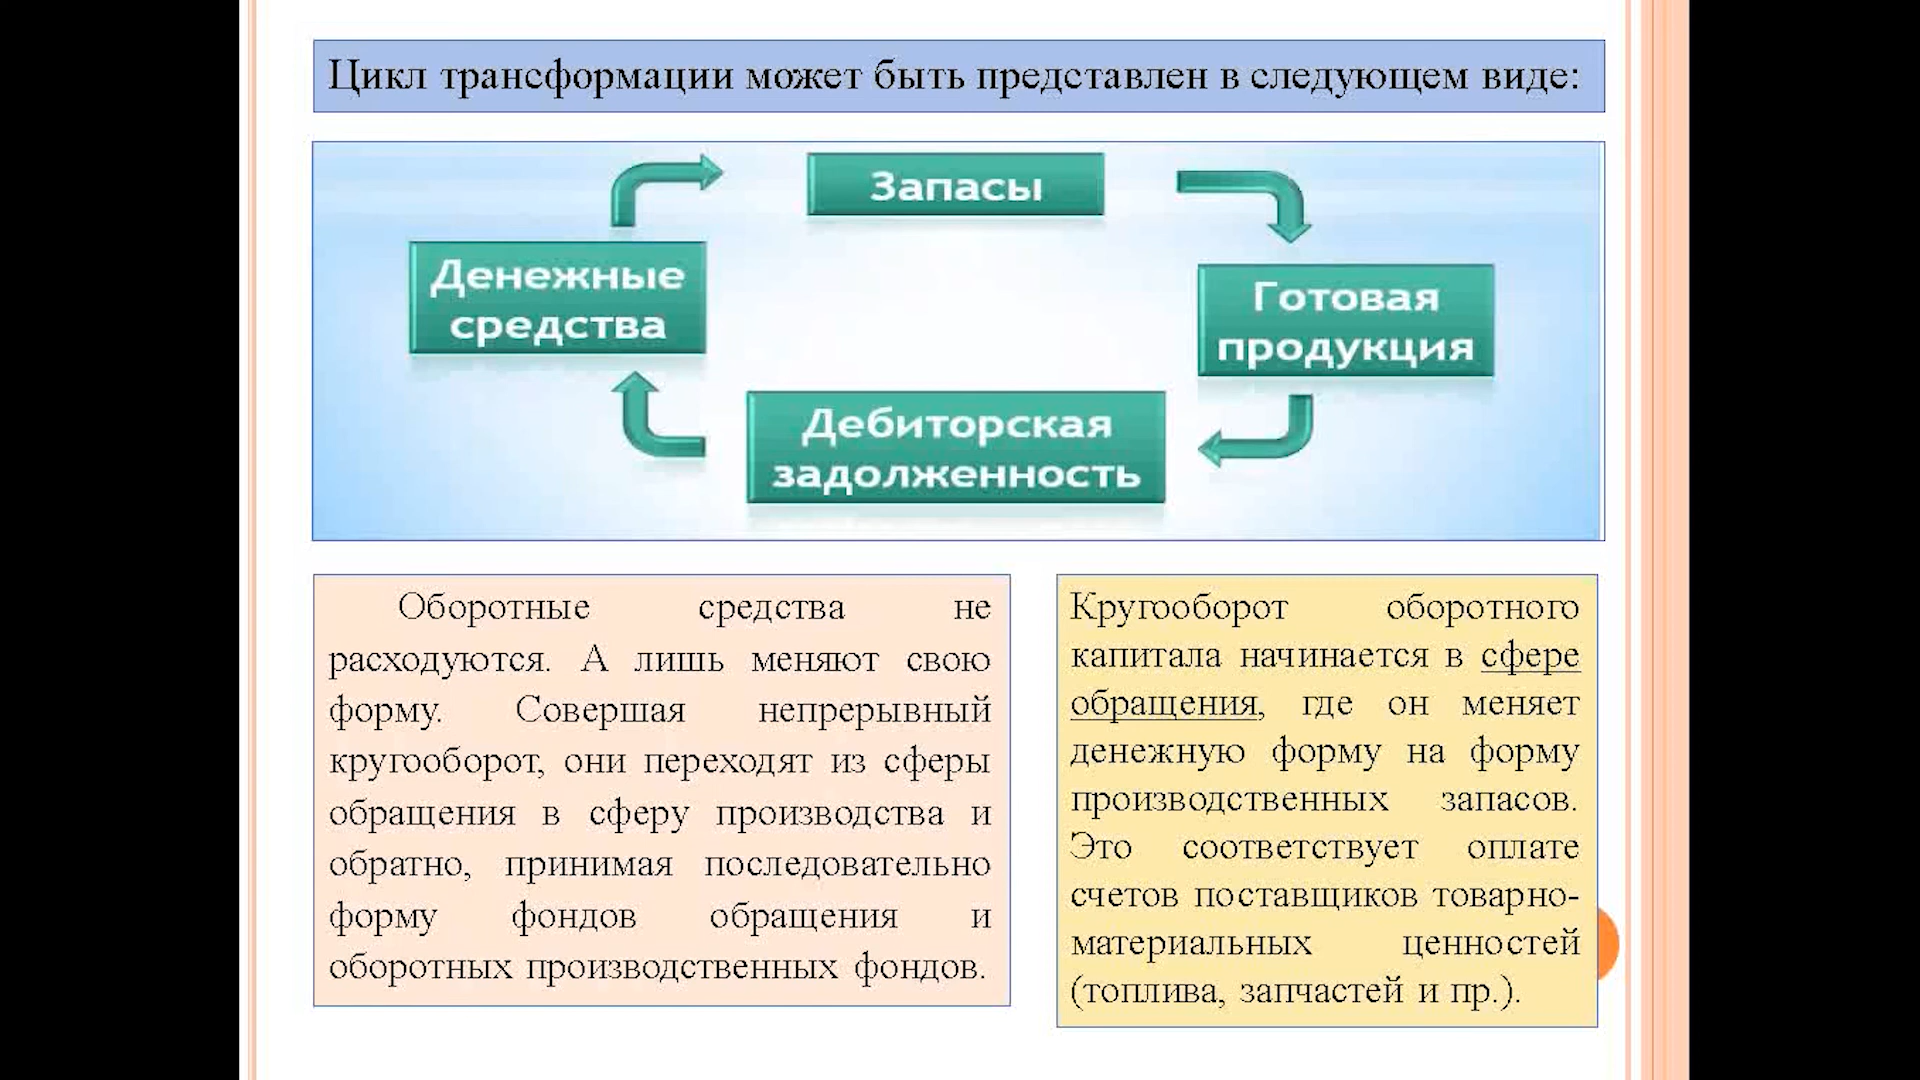 Цикл трансформации может быть представлен в следующем виде:
Запасы
Денежные
средства
Готовая
продукция
Дебиторская
задолженность
Оборотные средства не
расходуются. А лишь меняют свою
форму. Совершая непрерывный
кругооборот, они переходят из сферы
обращения в сферу производства и
обратно, принимая последовательно
форму фондов обращения и
оборотных производственных фондов.
Кругооборот оборотного
капитала начинается в сфере
обращения, где он меняет
денежную форму на форму
производственных запасов.
Это соответствует оплате
счетов поставщиков товарно-
материальных ценностей
(топлива, запчастей и пр.).